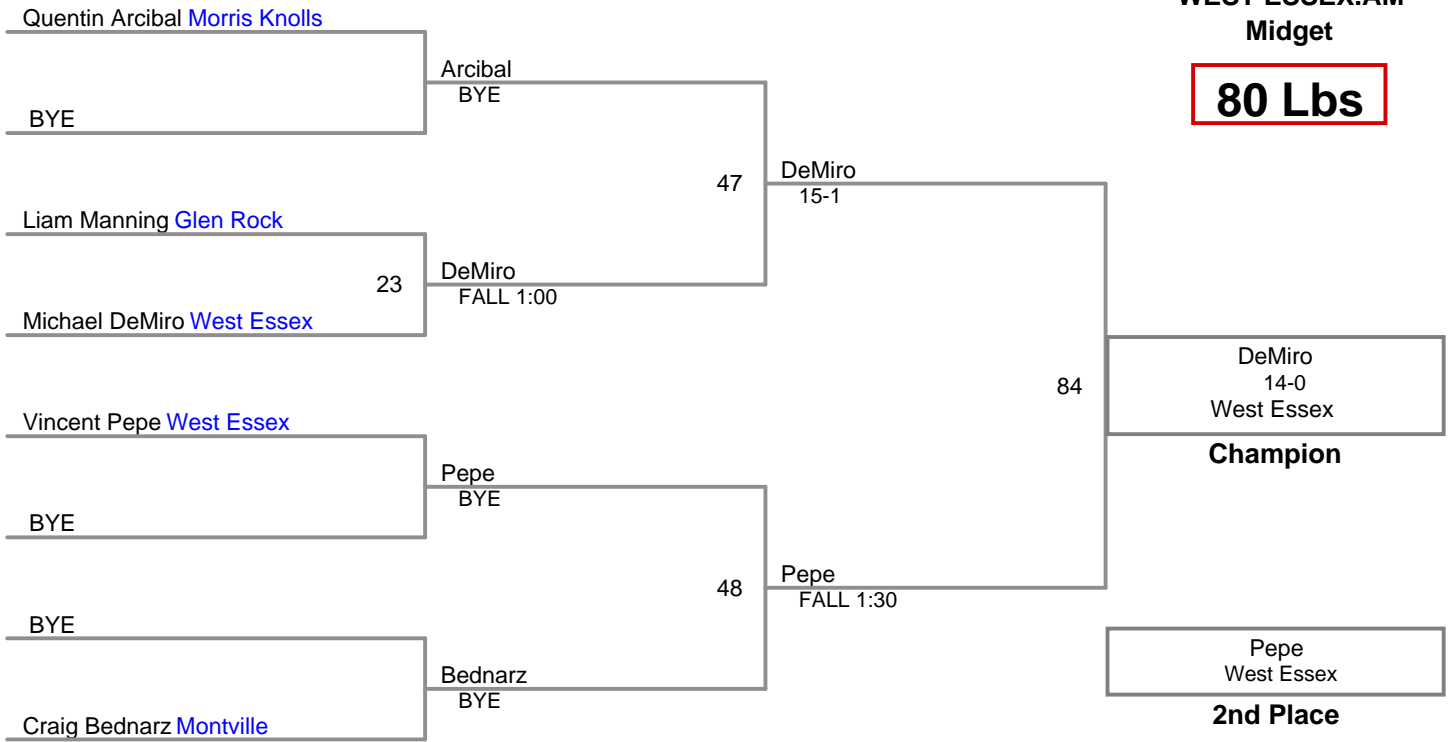 WEST ESSEX.AM
Midget
80 Lbs
Quentin Arcibal Morris Knolls
Arcibal
BYE
BYE
47
DeMiro
15-1
Liam Manning Glen Rock
23
DeMiro
FALL 1:00
Michael DeMiro West Essex
84
DeMiro
14-0
West Essex
Champion
Vincent Pepe West Essex
Pepe
BYE
BYE
48
Pepe
FALL 1:30
BYE
Bednarz
BYE
Craig Bednarz Montville
Pepe
West Essex
2nd Place